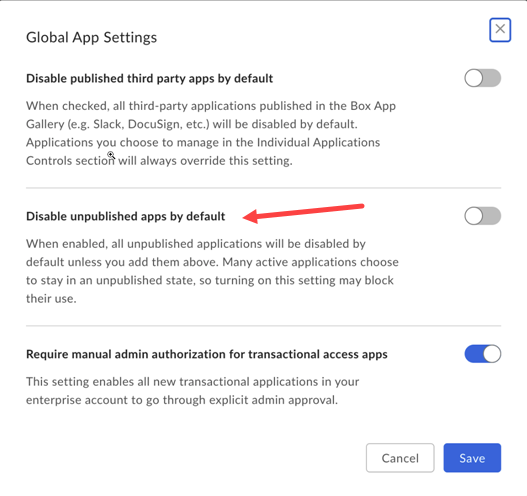 Global App Settings
Disable published third party apps by default
When checked, all third-party applications published in the Box App
Gallery (e.g. Slack, DocuSign, etc.) will be disabled by default.
Applications you choose to manage in the Individual Applications
Controls section will always override this setting.
Disable unpublished apps by default
When enabled, all unpublished applications will be disabled by
default unless you add them above. Many active applications choose
to stay in an unpublished state, so turning on this setting may block
their use.
Require manual admin authorization for transactional access apps
This setting enables all new transactional applications in your
enterprise account to go through explicit admin approval.
Cancel Save